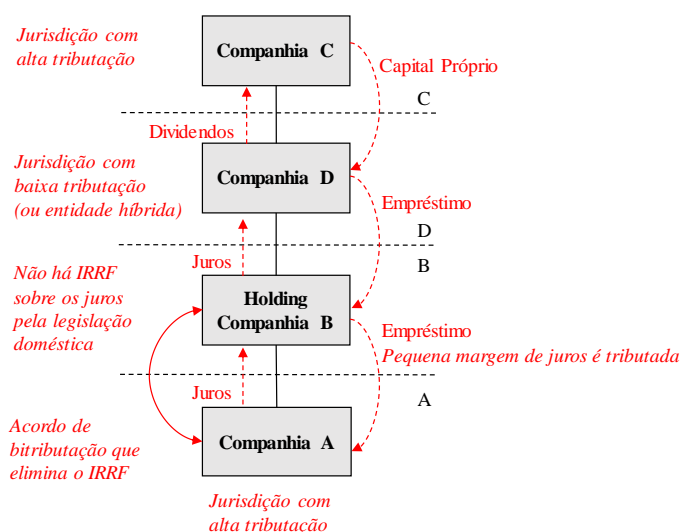 Jurisdição com
alta tributação
Companhia C
Capital Próprio
C
Dividendos
Jurisdição com
baixa tributação
(ou entidade híbrida)
Companhia D
Empréstimo
D
B
Juros
Não há IRRF
sobre os juros
pela legislação
doméstica
Holding
Companhia B
Empréstimo
Pequena margem de juros é tributada
Juros
A
Acordo de
bitributação que
elimina o IRRF
Companhia A
Jurisdição com
alta tributação